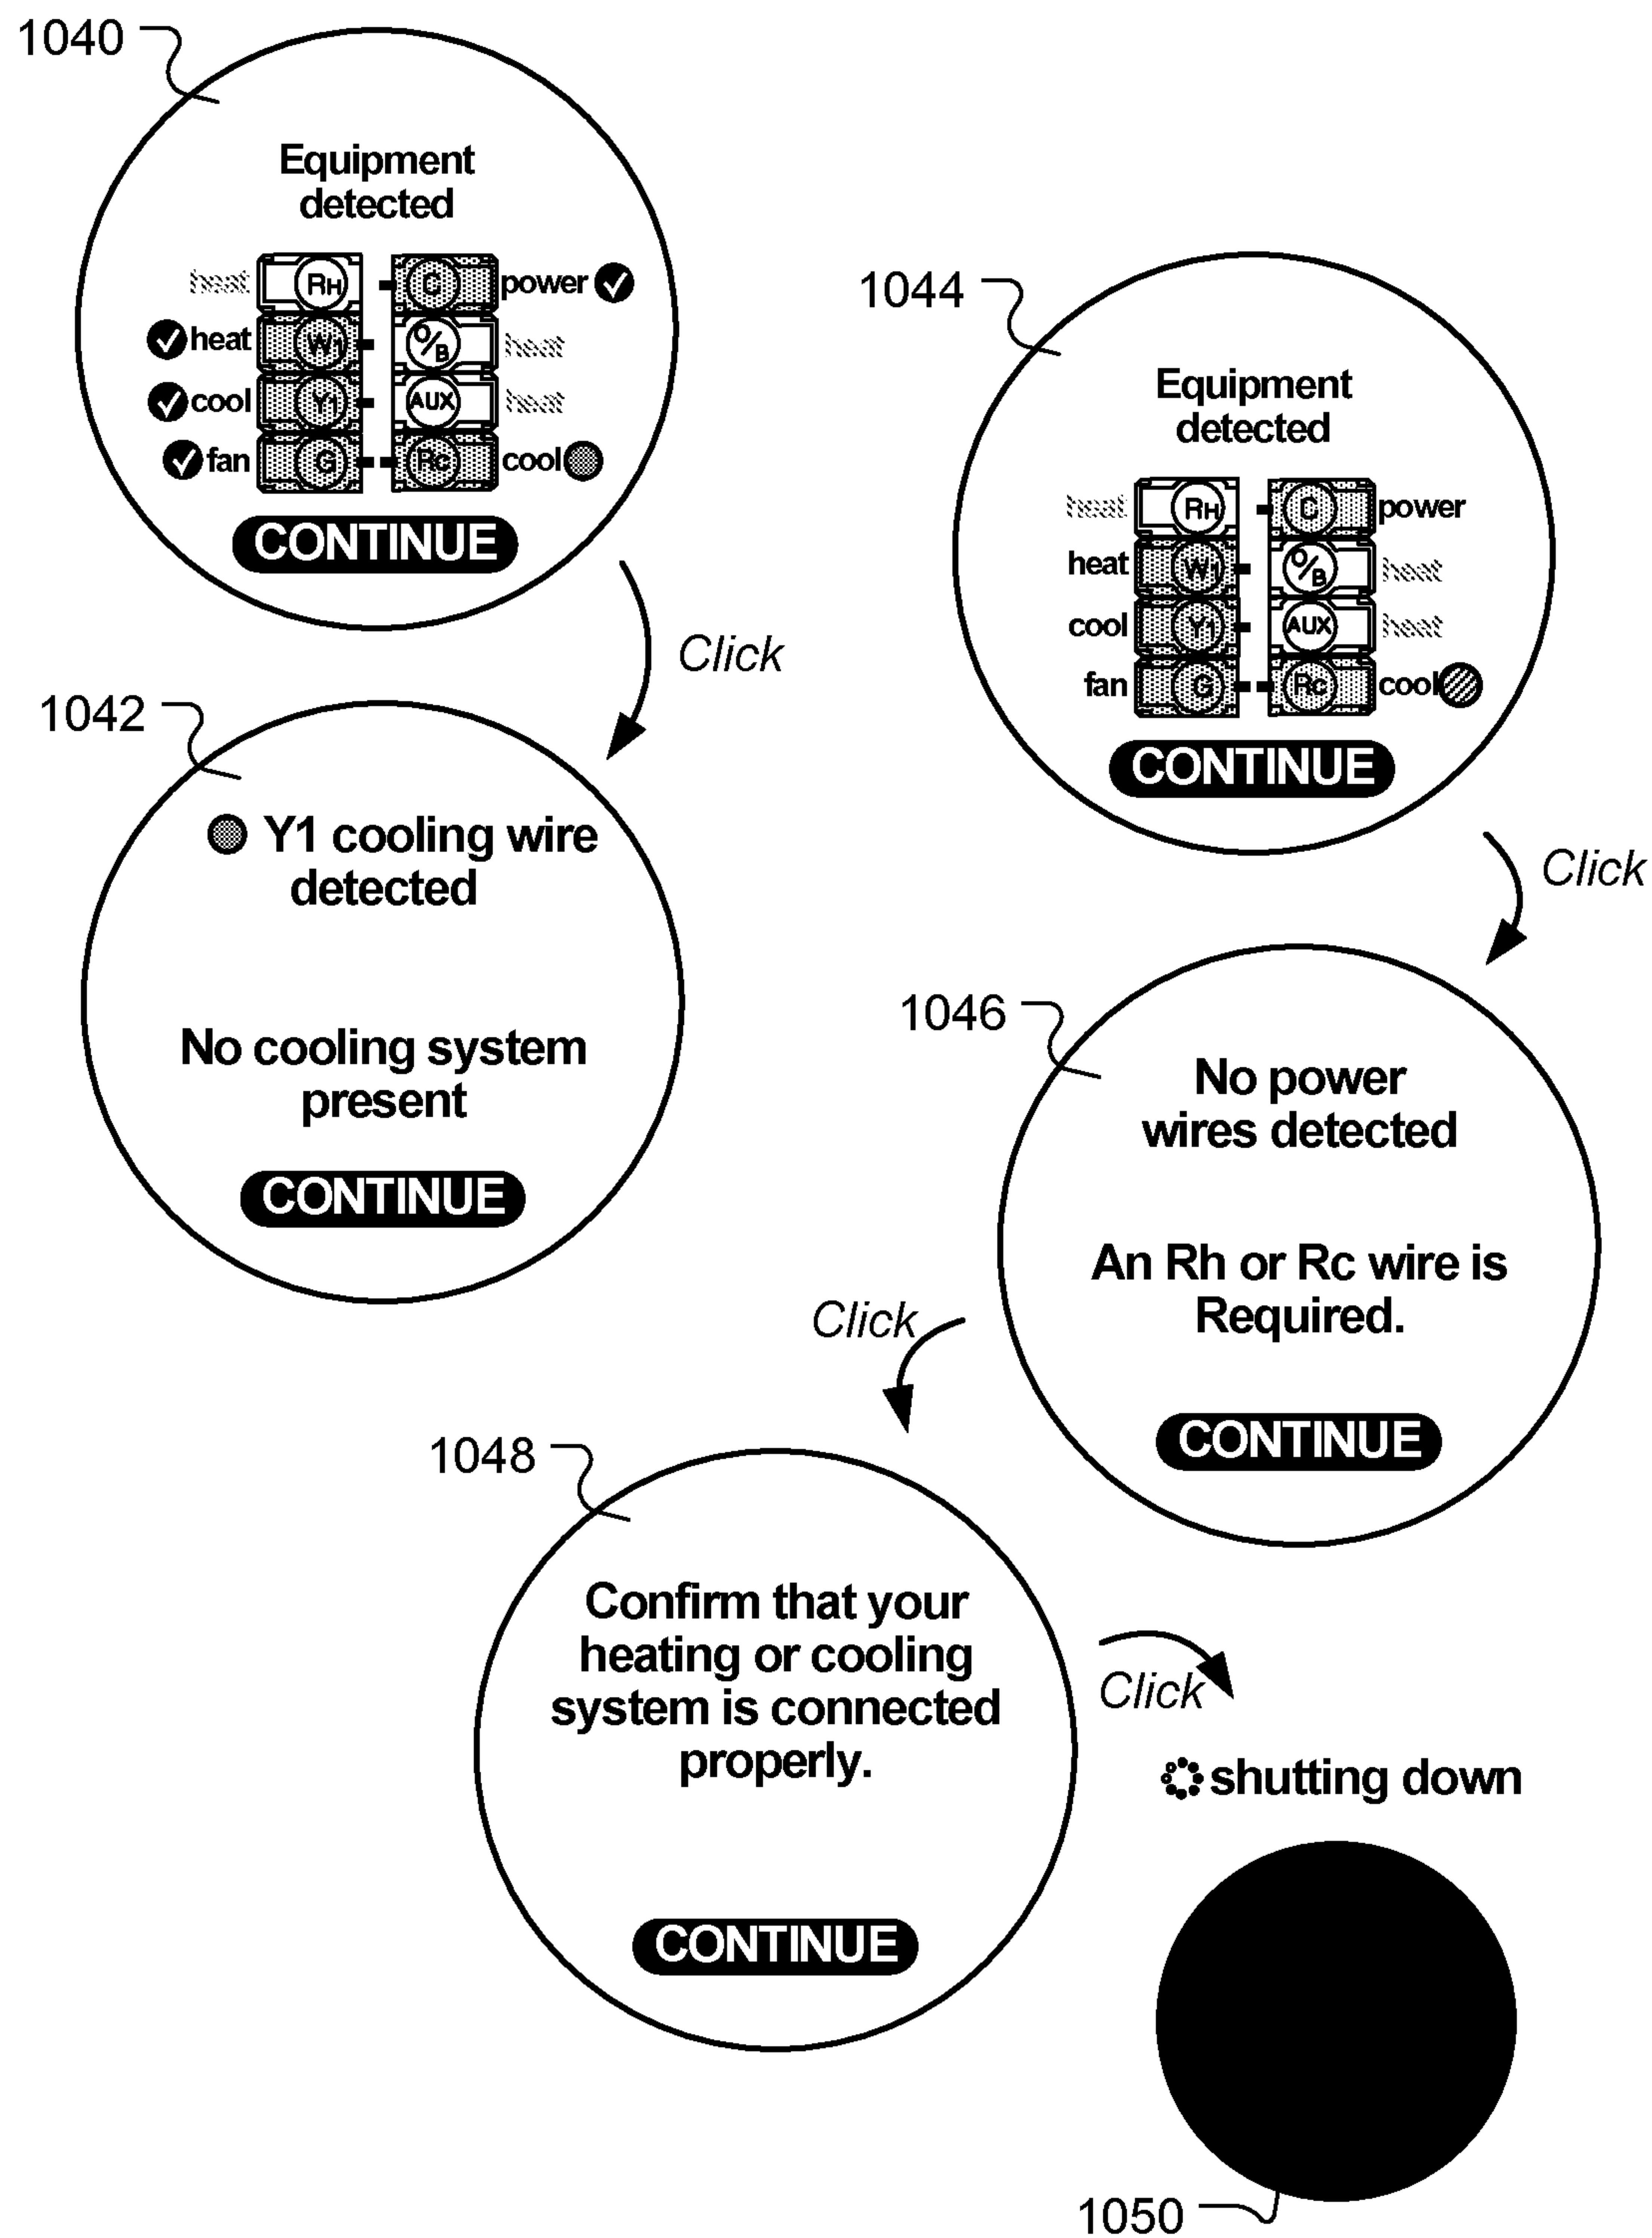 1040
Equipment
detected
heat RH C power
heat W1 O/B heat
cool Y1 AUX heat
fan G Rc cool
CONTINUE
Click
1044
Equipment
detected
heat RH C power
heat W1 O/B heat
cool Y1 AUX heat
fan G Rc cool
CONTINUE
Click
1042
Y1 cooling wire
detected
No cooling system
present
CONTINUE
1046
No power
wires detected
An Rh or Rc wire is
Required.
CONTINUE
Click
1048
Confirm that your
heating or cooling
system is connected
properly.
CONTINUE
Click
shutting down
1050